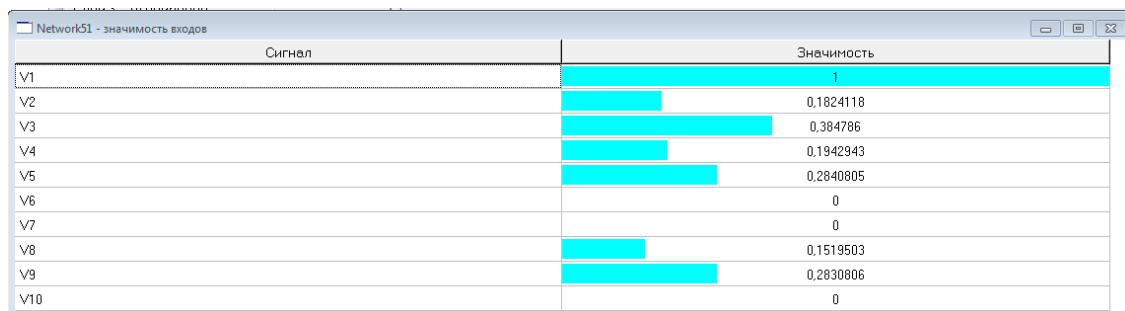 Network51 - значимость входов
Сигнал Значимость
V1 1
V2 0,1824118
V3 0,384786
V4 0,1942943
V5 0,2840805
V6 0
V7 0
V8 0,1519503
V9 0,2830806
V10 0